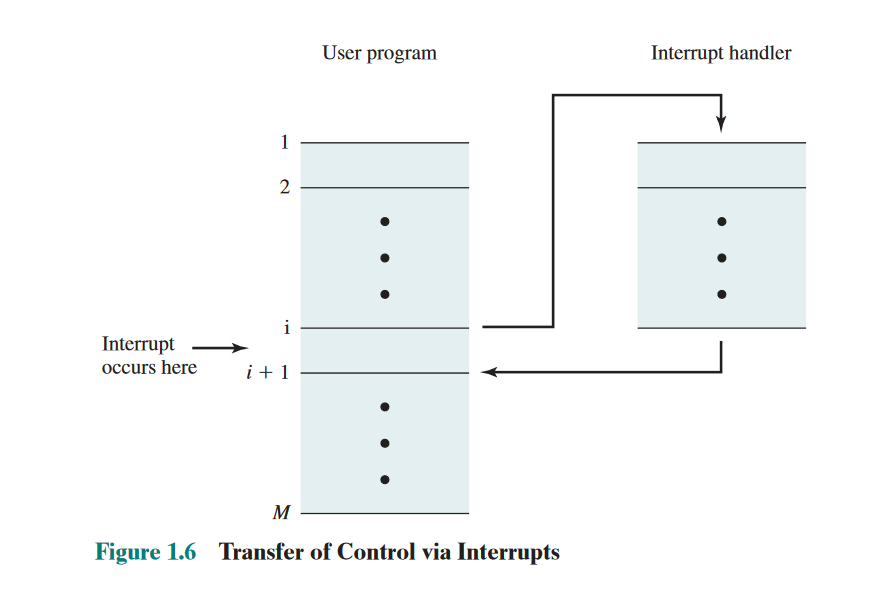 User program
Interrupt handler
1
2
i
Interrupt
occurs here
i + 1
M
Figure 1.6 Transfer of Control via Interrupts